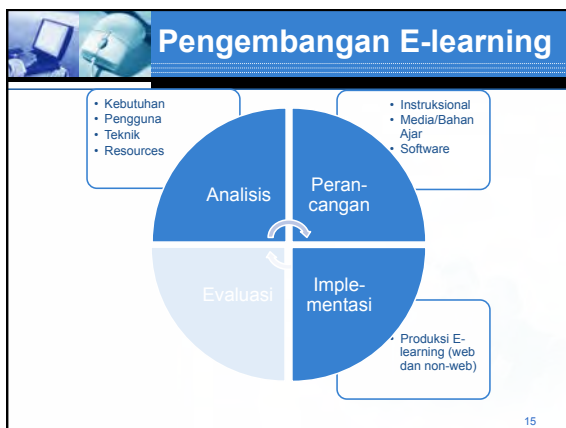 Pengembangan E-learning
• Kebutuhan
• Pengguna
• Teknik
• Resources
• Instruksional
• Media/Bahan
Ajar
• Software
Analisis
Peran-
cangan
Evaluasi
Imple-
mentasi
• Produksi E-
learning (web
dan non-web)
15